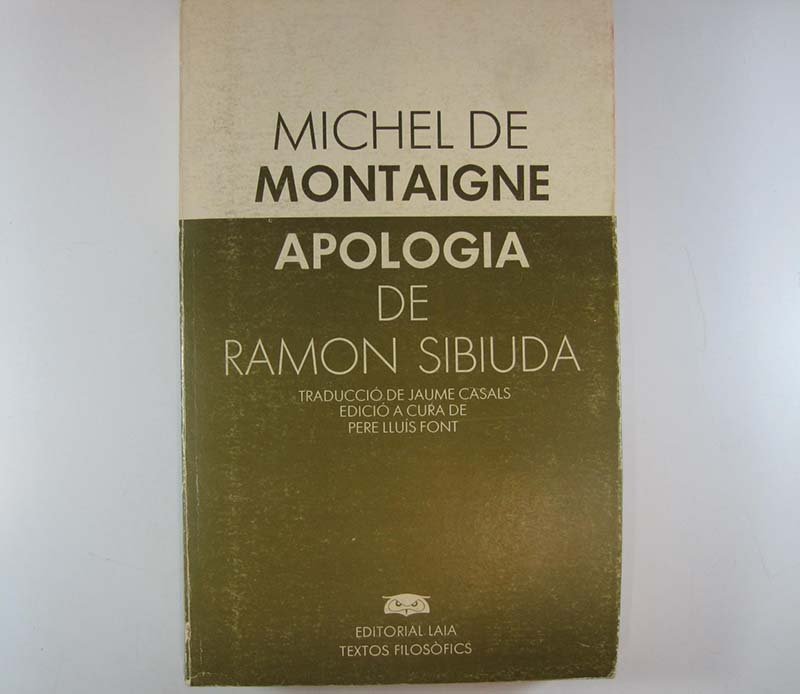 MICHEL DE
MONTAIGNE
APOLOGIA
DE
RAMON SIBIUDA
TRADUCCIÓ DE JAUME CASALS
EDICIÓ A CURA DE
PERE LLUÍS FONT
EDITORIAL LAIA
TEXTOS FILOSÒFICS